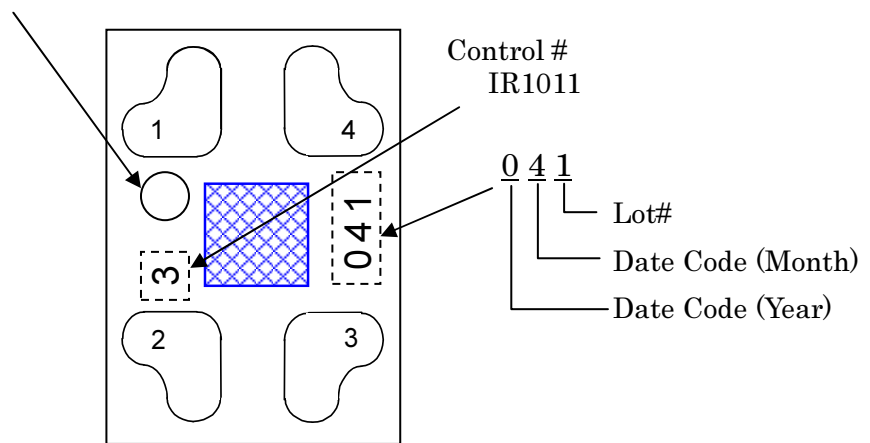 Control #
IR1011
1
4
0 4 1
041
Lot#
3
Date Code (Month)
Date Code (Year)
2
3